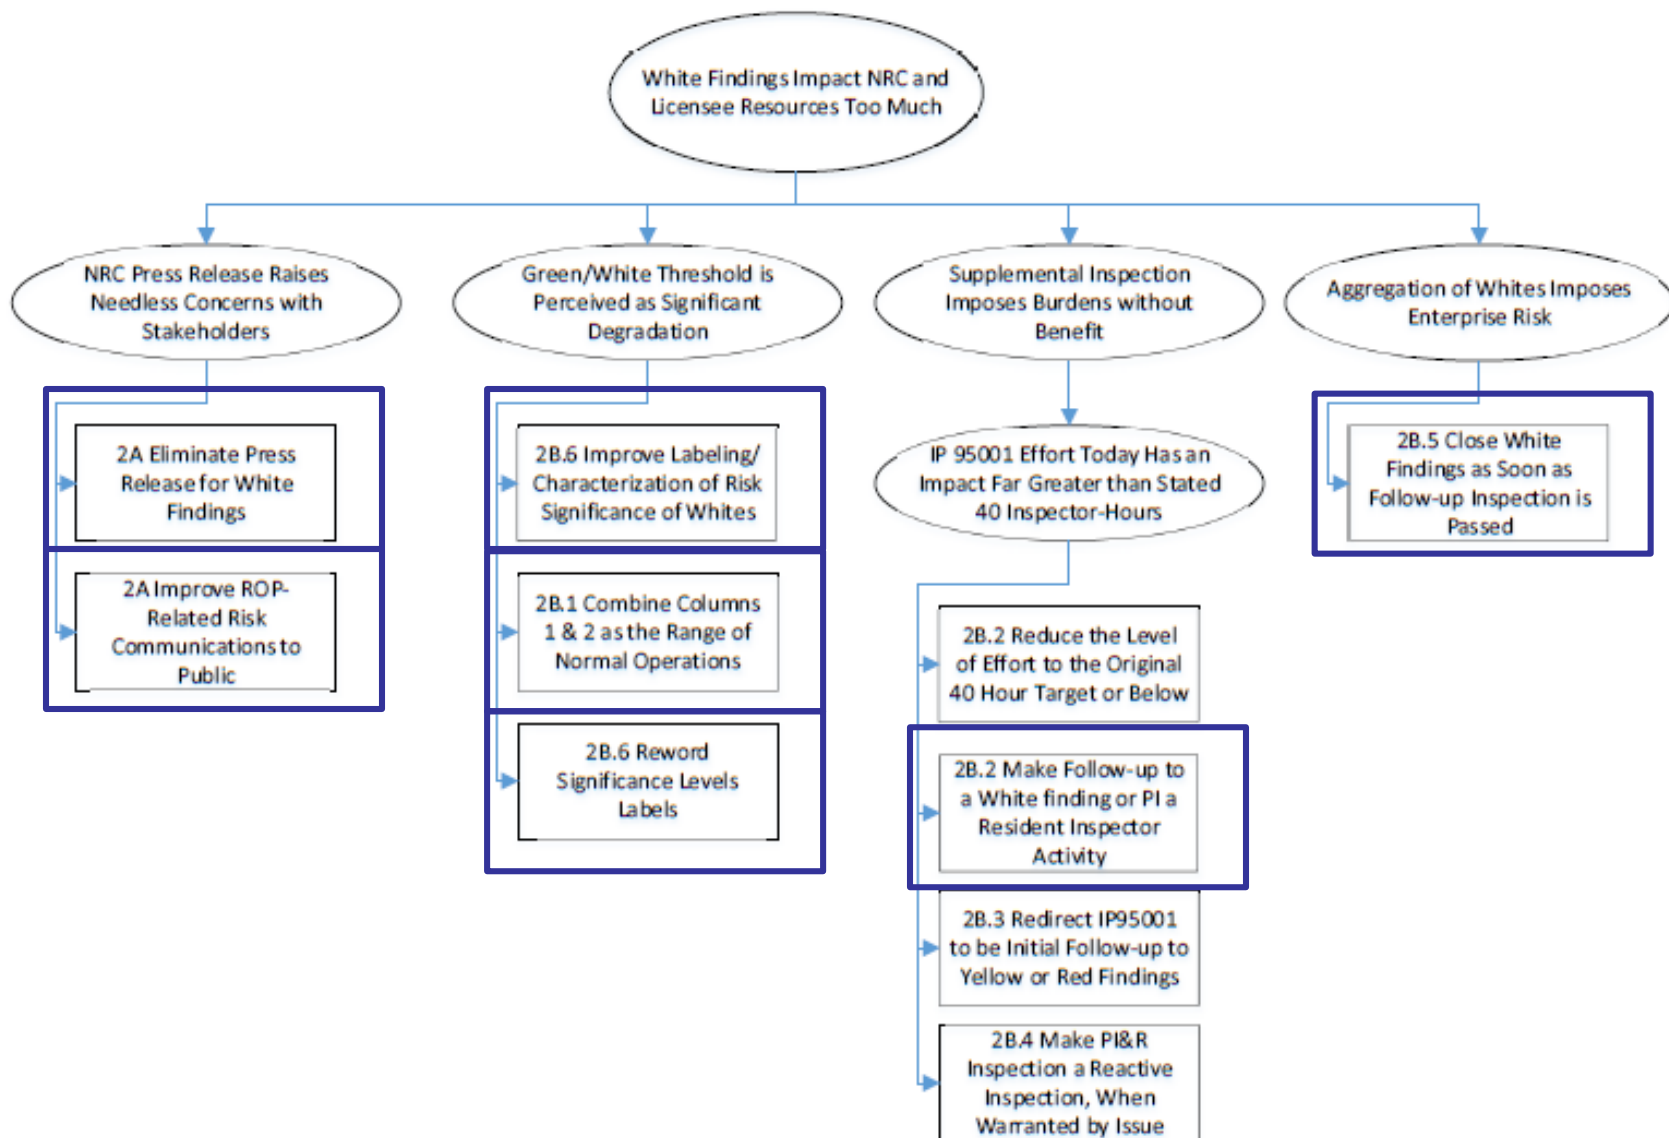 White Findings Impact NRC and
Licensee Resources Too Much
NRC Press Release Raises
Needless Concerns with
Stakeholders
Green/White Threshold is
Perceived as Significant
Degradation
Supplemental Inspection
Imposes Burdens without
Benefit
Aggregation of Whites Imposes
Enterprise Risk
2A Eliminate Press
Release for White
Findings
2A Improve ROP-
Related Risk
Communications to
Public
2B.6 Improve Labeling/
Characterization of Risk
Significance of Whites
2B.1 Combine Columns
1 & 2 as the Range of
Normal Operations
2B.6 Reword
Significance Levels
Labels
IP 95001 Effort Today Has an
Impact Far Greater than Stated
40 Inspector-Hours
2B.2 Reduce the Level
of Effort to the Original
40 Hour Target or Below
2B.2 Make Follow-up to
a White finding or PI a
Resident Inspector
Activity
2B.3 Redirect IP95001
to be Initial Follow-up to
Yellow or Red Findings
2B.4 Make PI&R
Inspection a Reactive
Inspection, When
Warranted by Issue
2B.5 Close White
Findings as Soon as
Follow-up Inspection is
Passed